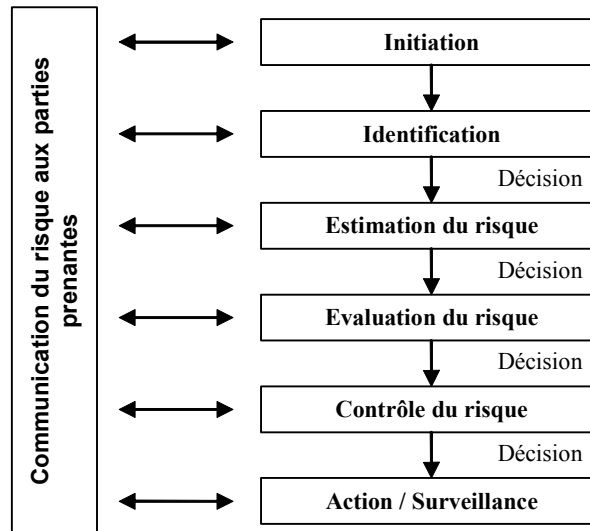 Communication du risque aux parties
prenantes
Initiation
Identification
Décision
Estimation du risque
Décision
Evaluation du risque
Décision
Contrôle du risque
Décision
Action / Surveillance